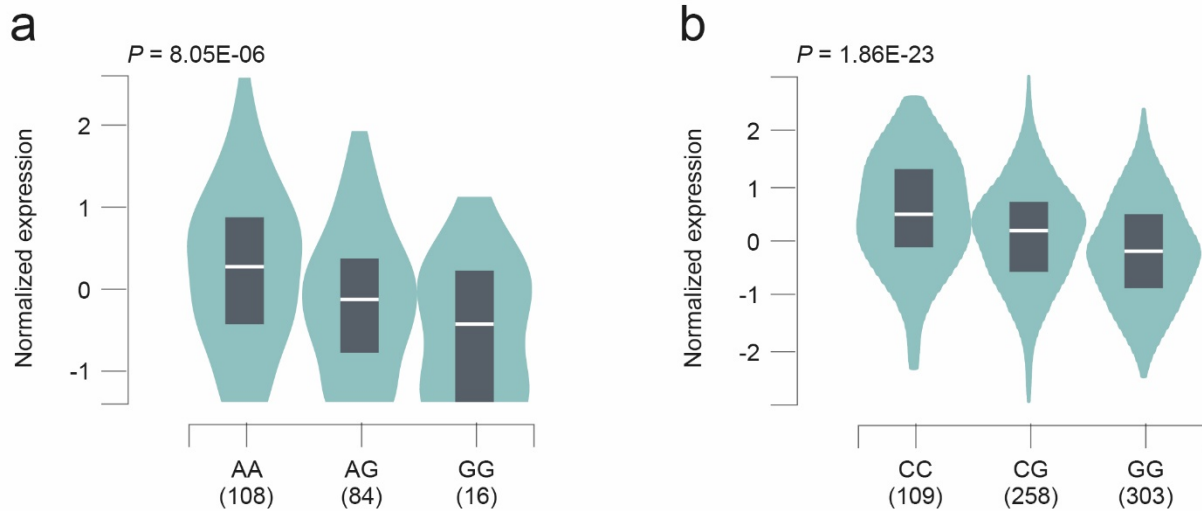 a
P = 8.05E-06
Normalized expression
2
1
0
-1
AA AG GG
(108) (84) (16)
b
P = 1.86E-23
Normalized expression
2
1
0
-1
-2
CC CG GG
(109) (258) (303)